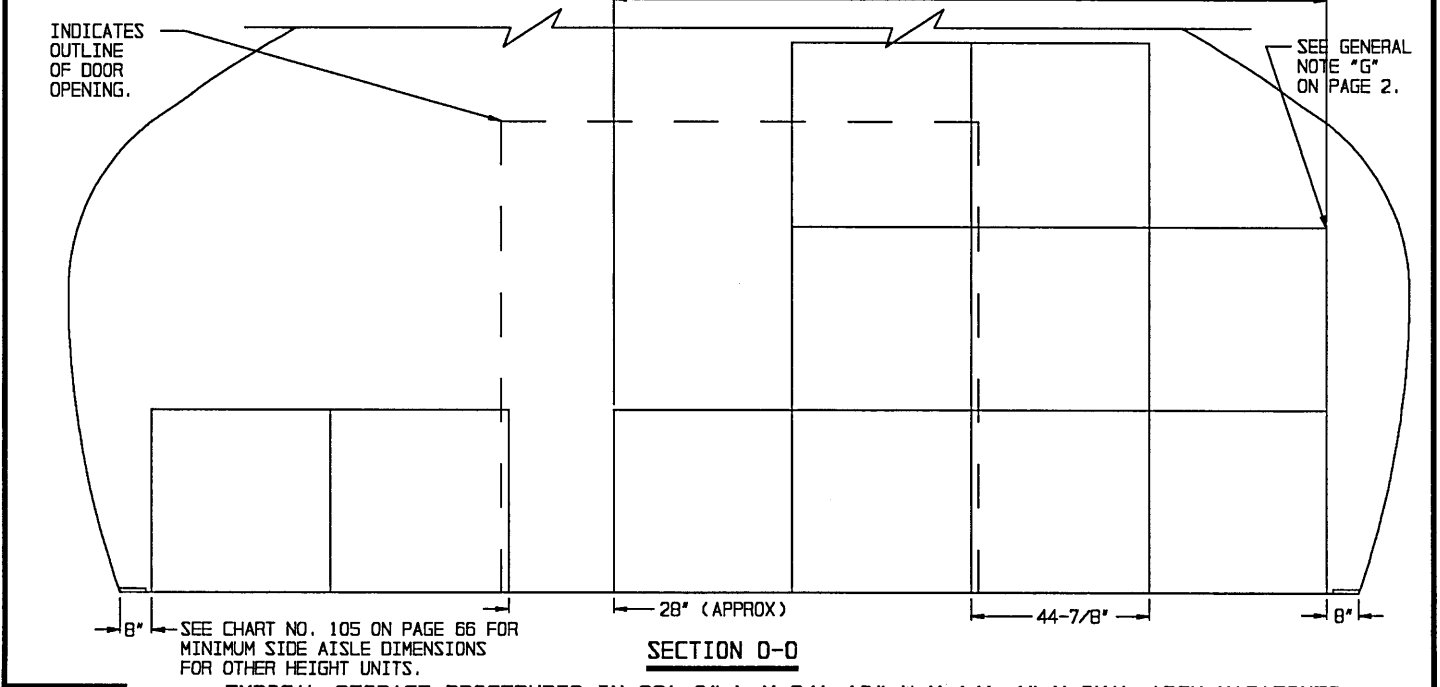 INDICATES
OUTLINE
OF DOOR
OPENING.
SEE GENERAL
NOTE "G"
ON PAGE 2.
8"
SEE CHART NO. 105 ON PAGE 66 FOR
MINIMUM SIDE AISLE DIMENSIONS
FOR OTHER HEIGHT UNITS.
28" (APPROX)
44-7/8"
8"
SECTION D-D